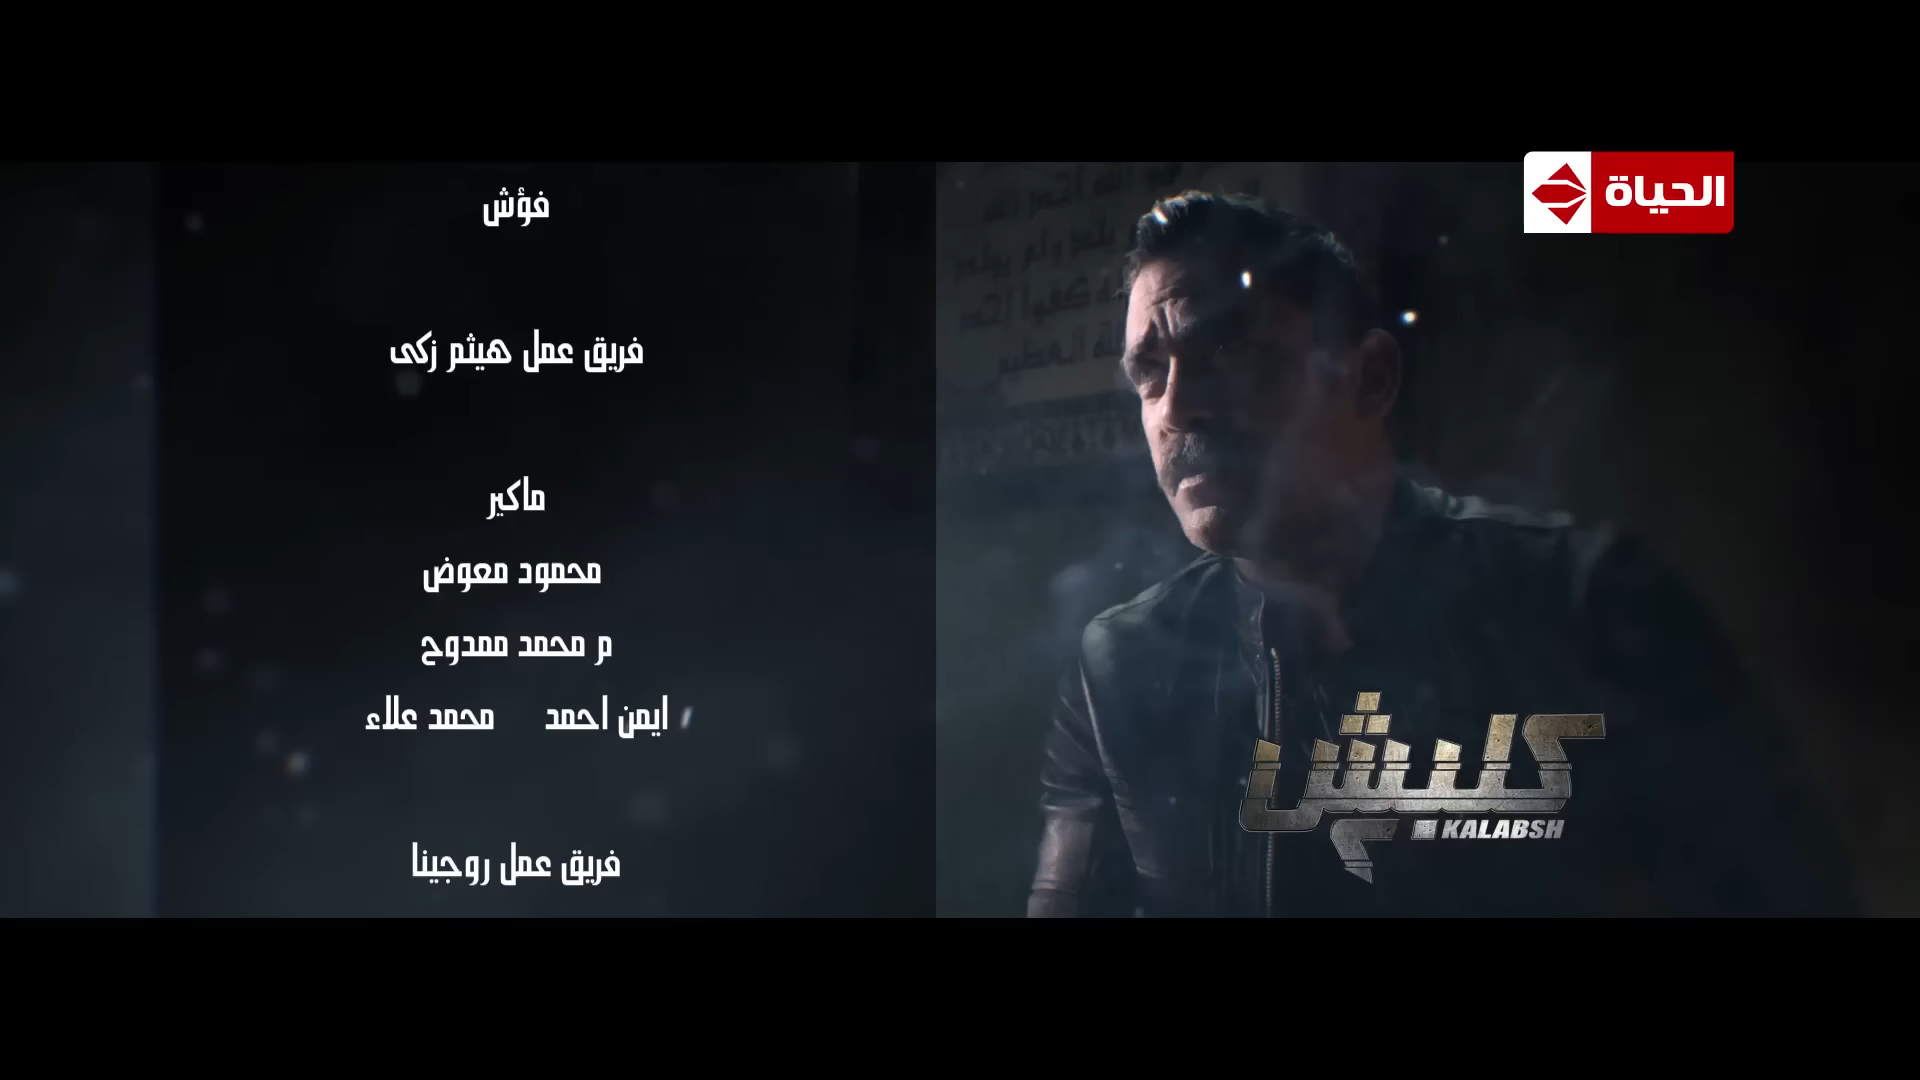 فؤش
فريق عمل هيثم زكى
ماكير
محمود معوض
م محمد ممدوح
ايمن احمد محمد علاء
فريق عمل روجينا
الحياة
كلبش
KALABSH